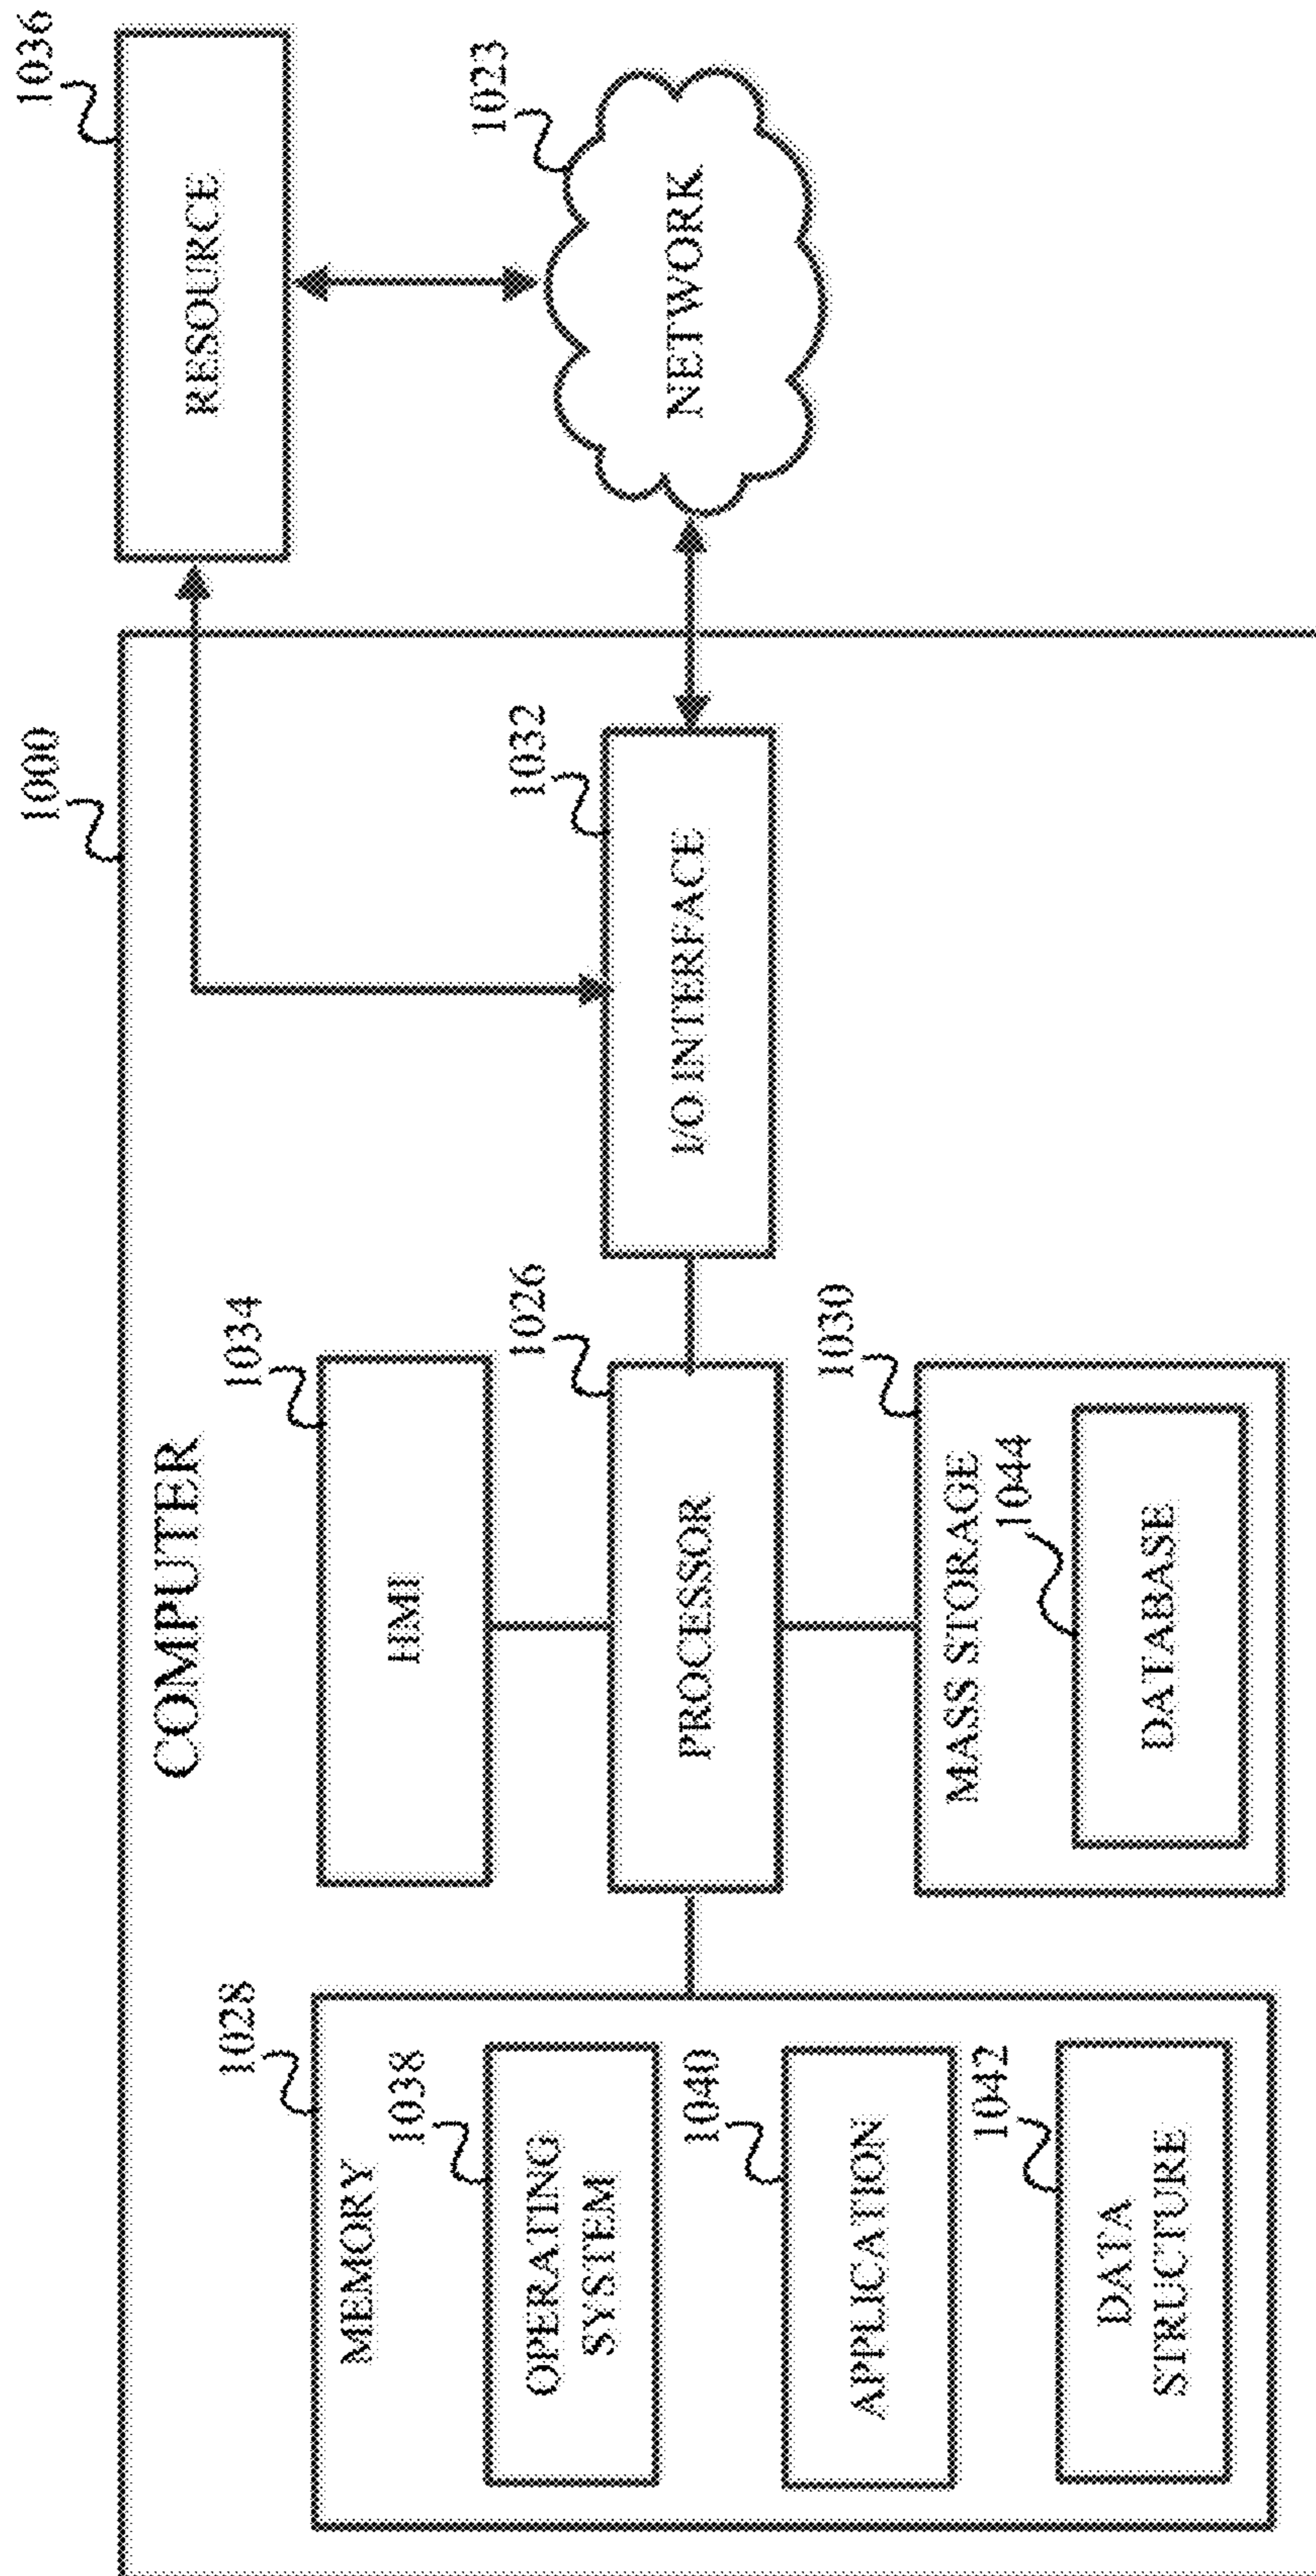 1000
1036
COMPUTER
RESOURCE
1028
MEMORY
1038
OPERATING
SYSTEM
1040
APPLICATION
1042
DATA
STRUCTURE
1034
HMI
1026
PROCESSOR
1030
MASS STORAGE
1044
DATABASE
1032
I/O INTERFACE
1023
NETWORK